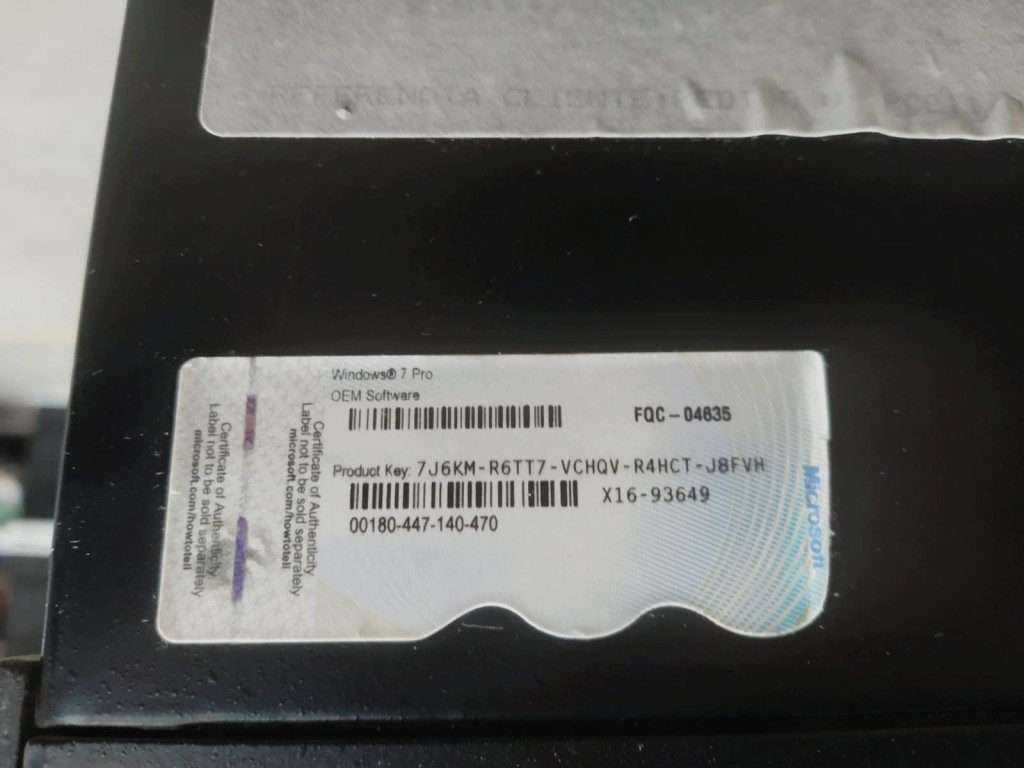 REFERENCIA CLIENTE:
Windows® 7 Pro
OEM Software
FQC-04635
Product Key: 7J6KM-R6TT7-VCHQV-R4HCT-J8FVH
X16-93649
00180-447-140-470
Certificate of Authenticity
Label not to be sold separately
microsoft.com/howtotell
Certificate of Authenticity
Label not to be sold separately
microsoft.com/howtotell
Microsoft